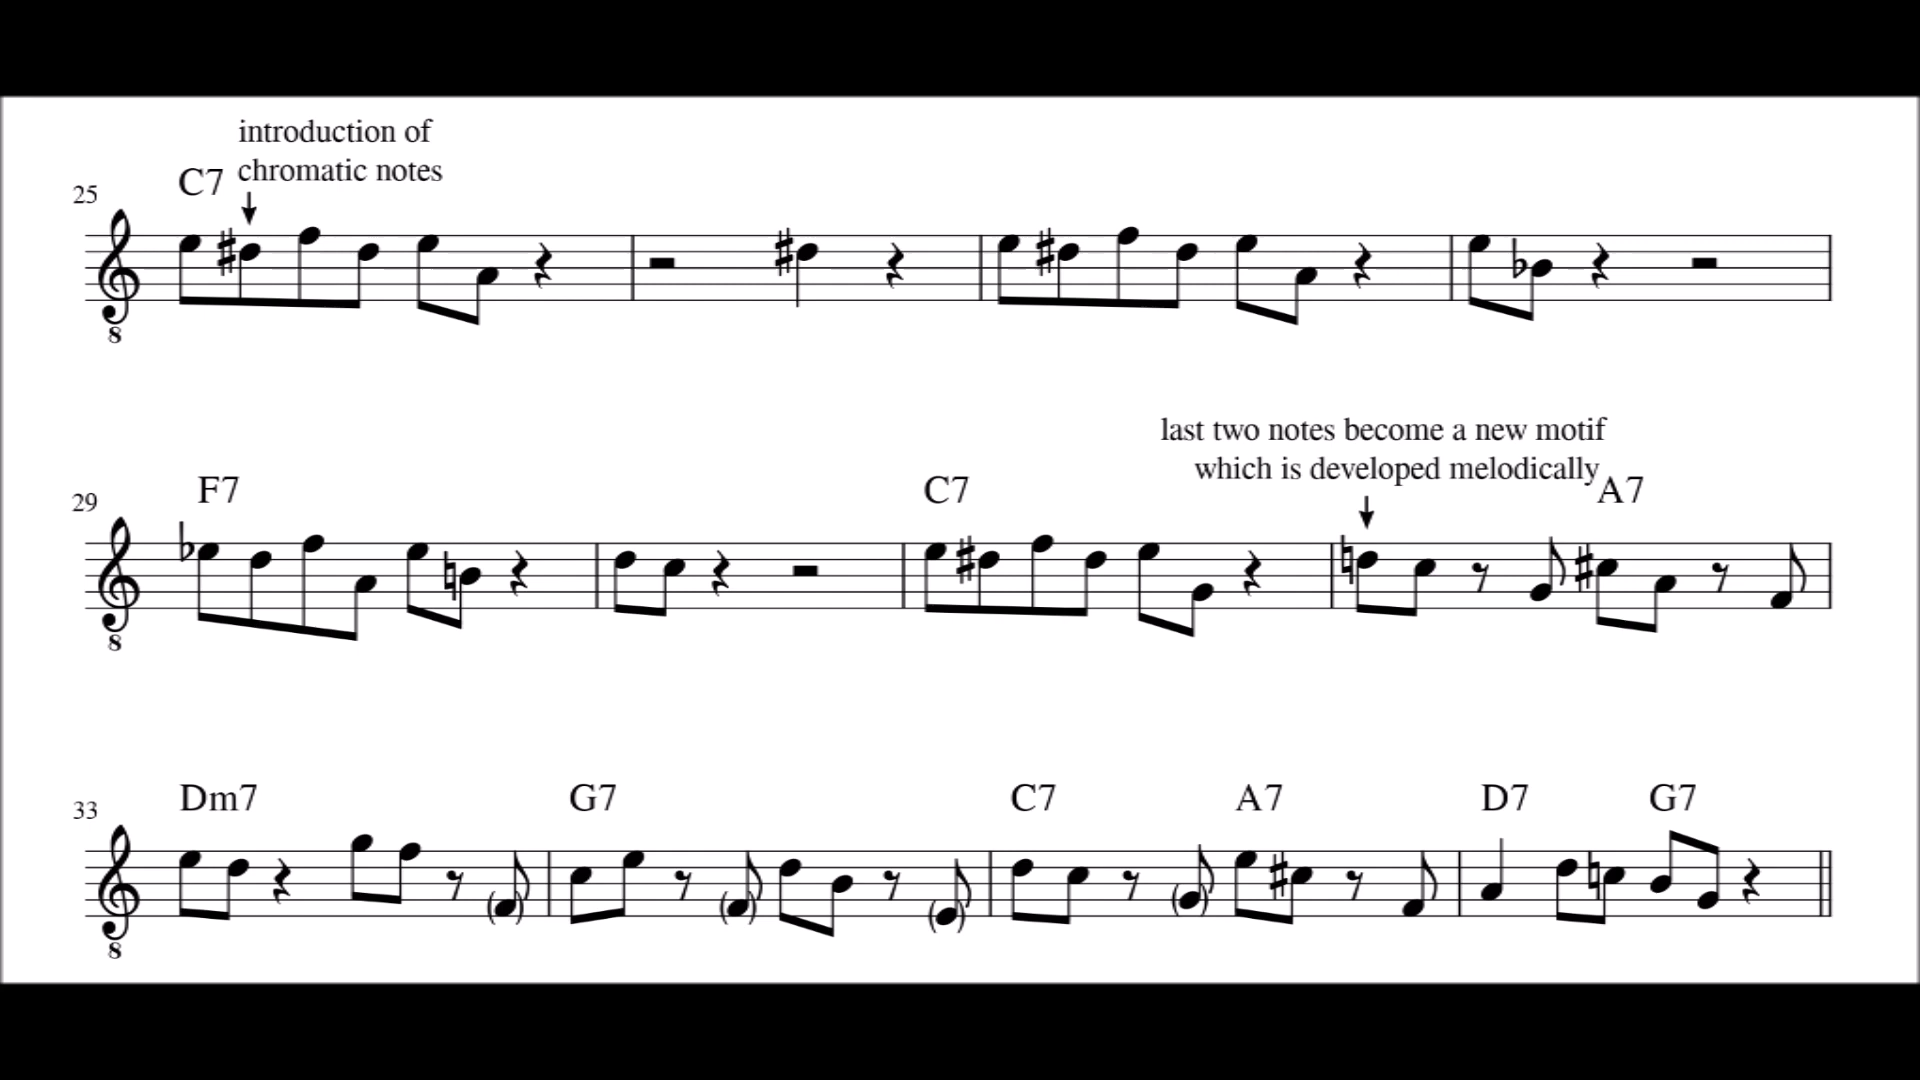 introduction of
chromatic notes
C7
25
8
last two notes become a new motif
which is developed melodically
F7 C7 A7
29
8
Dm7 G7 C7 A7 D7 G7
33
8